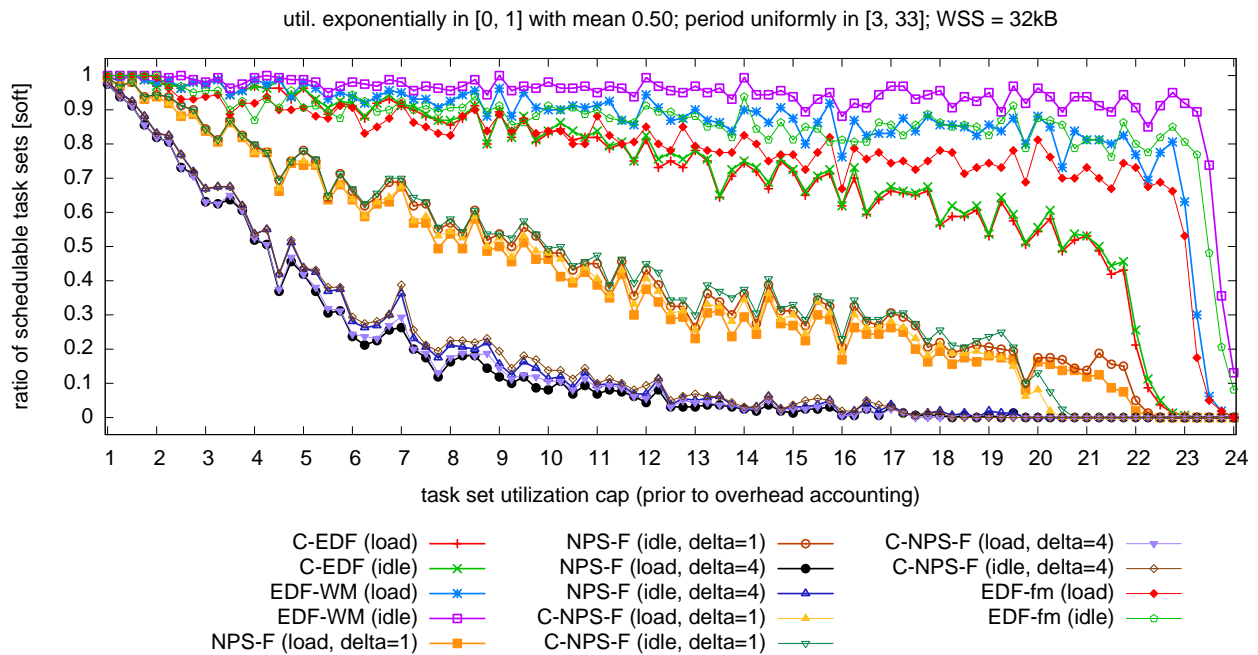 util. exponentially in [0, 1] with mean 0.50; period uniformly in [3, 33]; WSS = 32kB
ratio of schedulable task sets [soft]
1
0.9
0.8
0.7
0.6
0.5
0.4
0.3
0.2
0.1
0
1 2 3 4 5 6 7 8 9 10 11 12 13 14 15 16 17 18 19 20 21 22 23 24
task set utilization cap (prior to overhead accounting)
C-EDF (load)
C-EDF (idle)
EDF-WM (load)
EDF-WM (idle)
NPS-F (load, delta=1)
NPS-F (idle, delta=1)
NPS-F (load, delta=4)
NPS-F (idle, delta=4)
C-NPS-F (load, delta=1)
C-NPS-F (idle, delta=1)
C-NPS-F (load, delta=4)
C-NPS-F (idle, delta=4)
EDF-fm (load)
EDF-fm (idle)